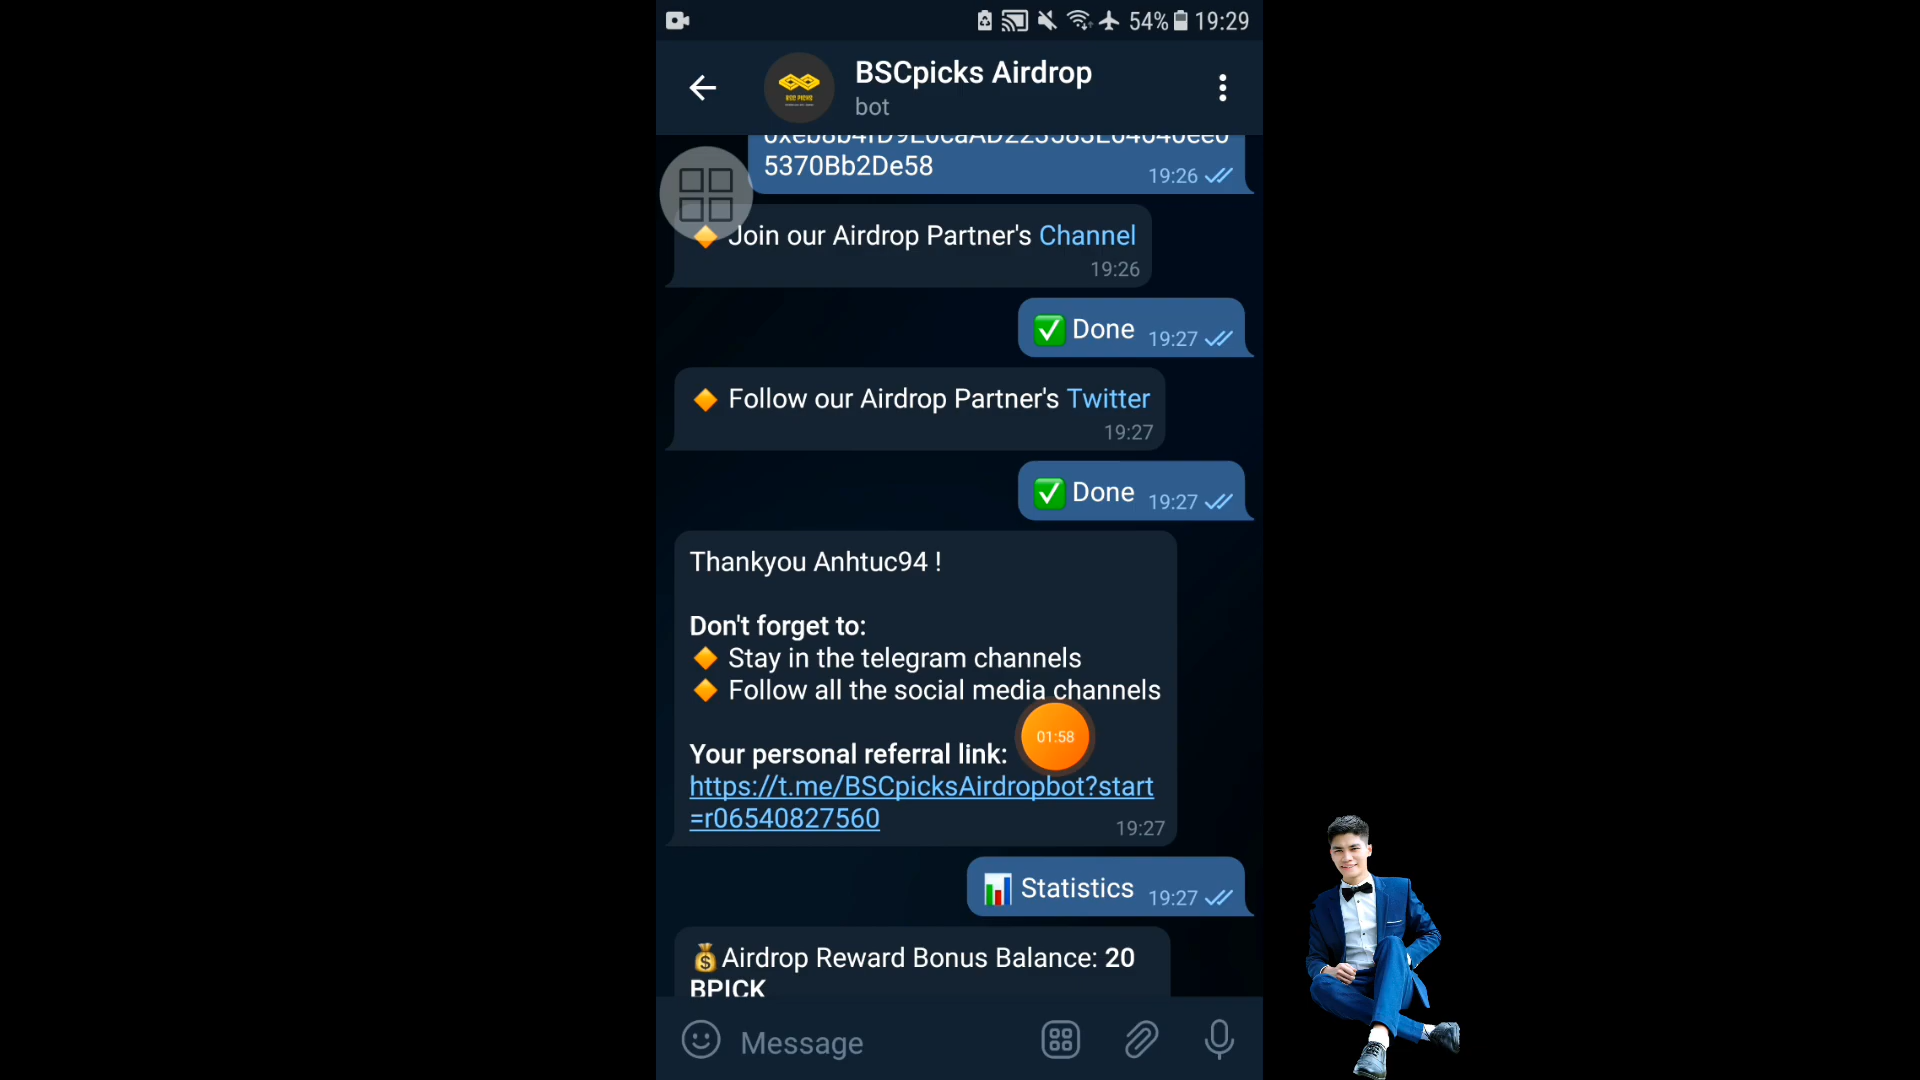 54% 19:29
BSCpicks Airdrop
bot
5370Bb2De58
19:26
Join our Airdrop Partner's Channel
19:26
✅ Done 19:27
🔸 Follow our Airdrop Partner's Twitter
19:27
✅ Done 19:27
Thankyou Anhtuc94 !
Don't forget to:
🔸 Stay in the telegram channels
🔸 Follow all the social media channels
01:58
Your personal referral link:
https://t.me/BSCpicksAirdropbot?start
=r06540827560
19:27
📊 Statistics 19:27
💰Airdrop Reward Bonus Balance: 20
BPICK
Message